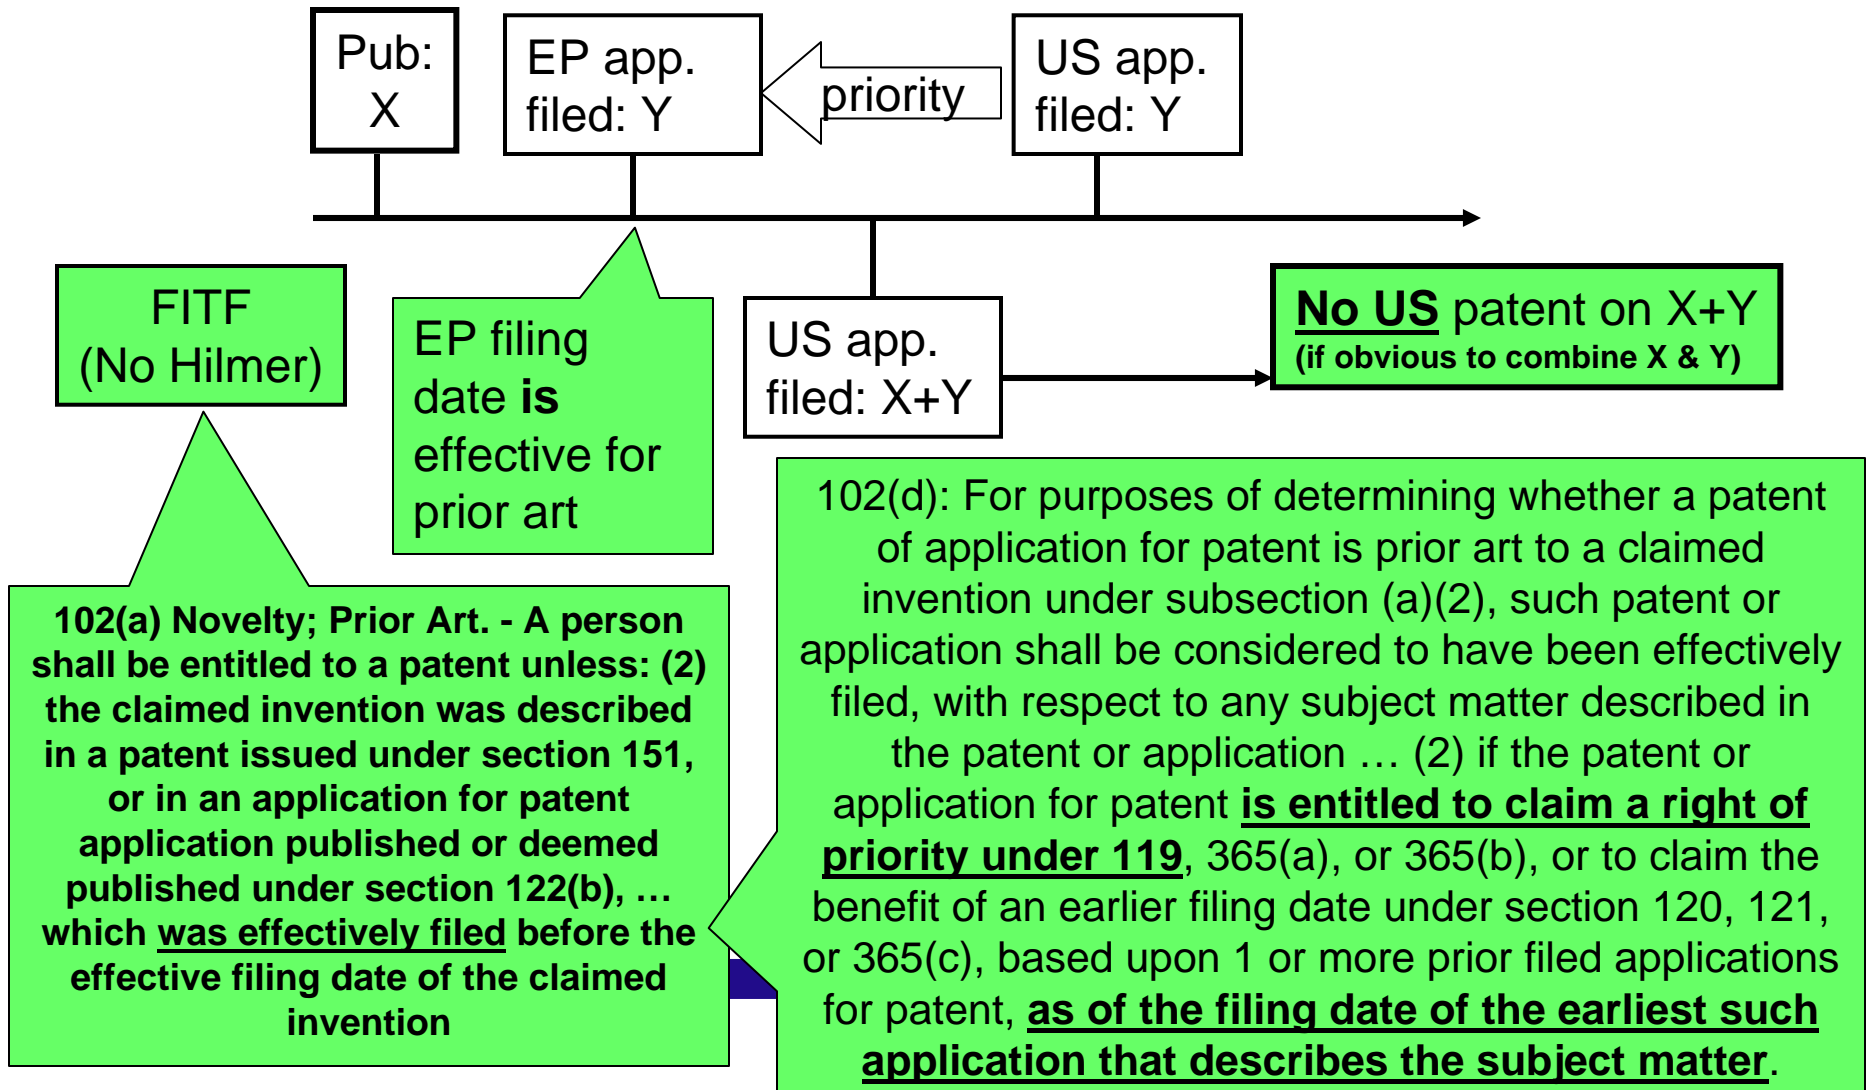 Pub:
X
EP app.
filed: Y
priority
US app.
filed: Y
FITF
(No Hilmer)
EP filing
date is
effective for
prior art
US app.
filed: X+Y
No US patent on X+Y
(if obvious to combine X & Y)
102(a) Novelty; Prior Art. - A person
shall be entitled to a patent unless: (2)
the claimed invention was described
in a patent issued under section 151,
or in an application for patent
application published or deemed
published under section 122(b), …
which was effectively filed before the
effective filing date of the claimed
invention
102(d): For purposes of determining whether a patent
of application for patent is prior art to a claimed
invention under subsection (a)(2), such patent or
application shall be considered to have been effectively
filed, with respect to any subject matter described in
the patent or application … (2) if the patent or
application for patent is entitled to claim a right of
priority under 119, 365(a), or 365(b), or to claim the
benefit of an earlier filing date under section 120, 121,
or 365(c), based upon 1 or more prior filed applications
for patent, as of the filing date of the earliest such
application that describes the subject matter.